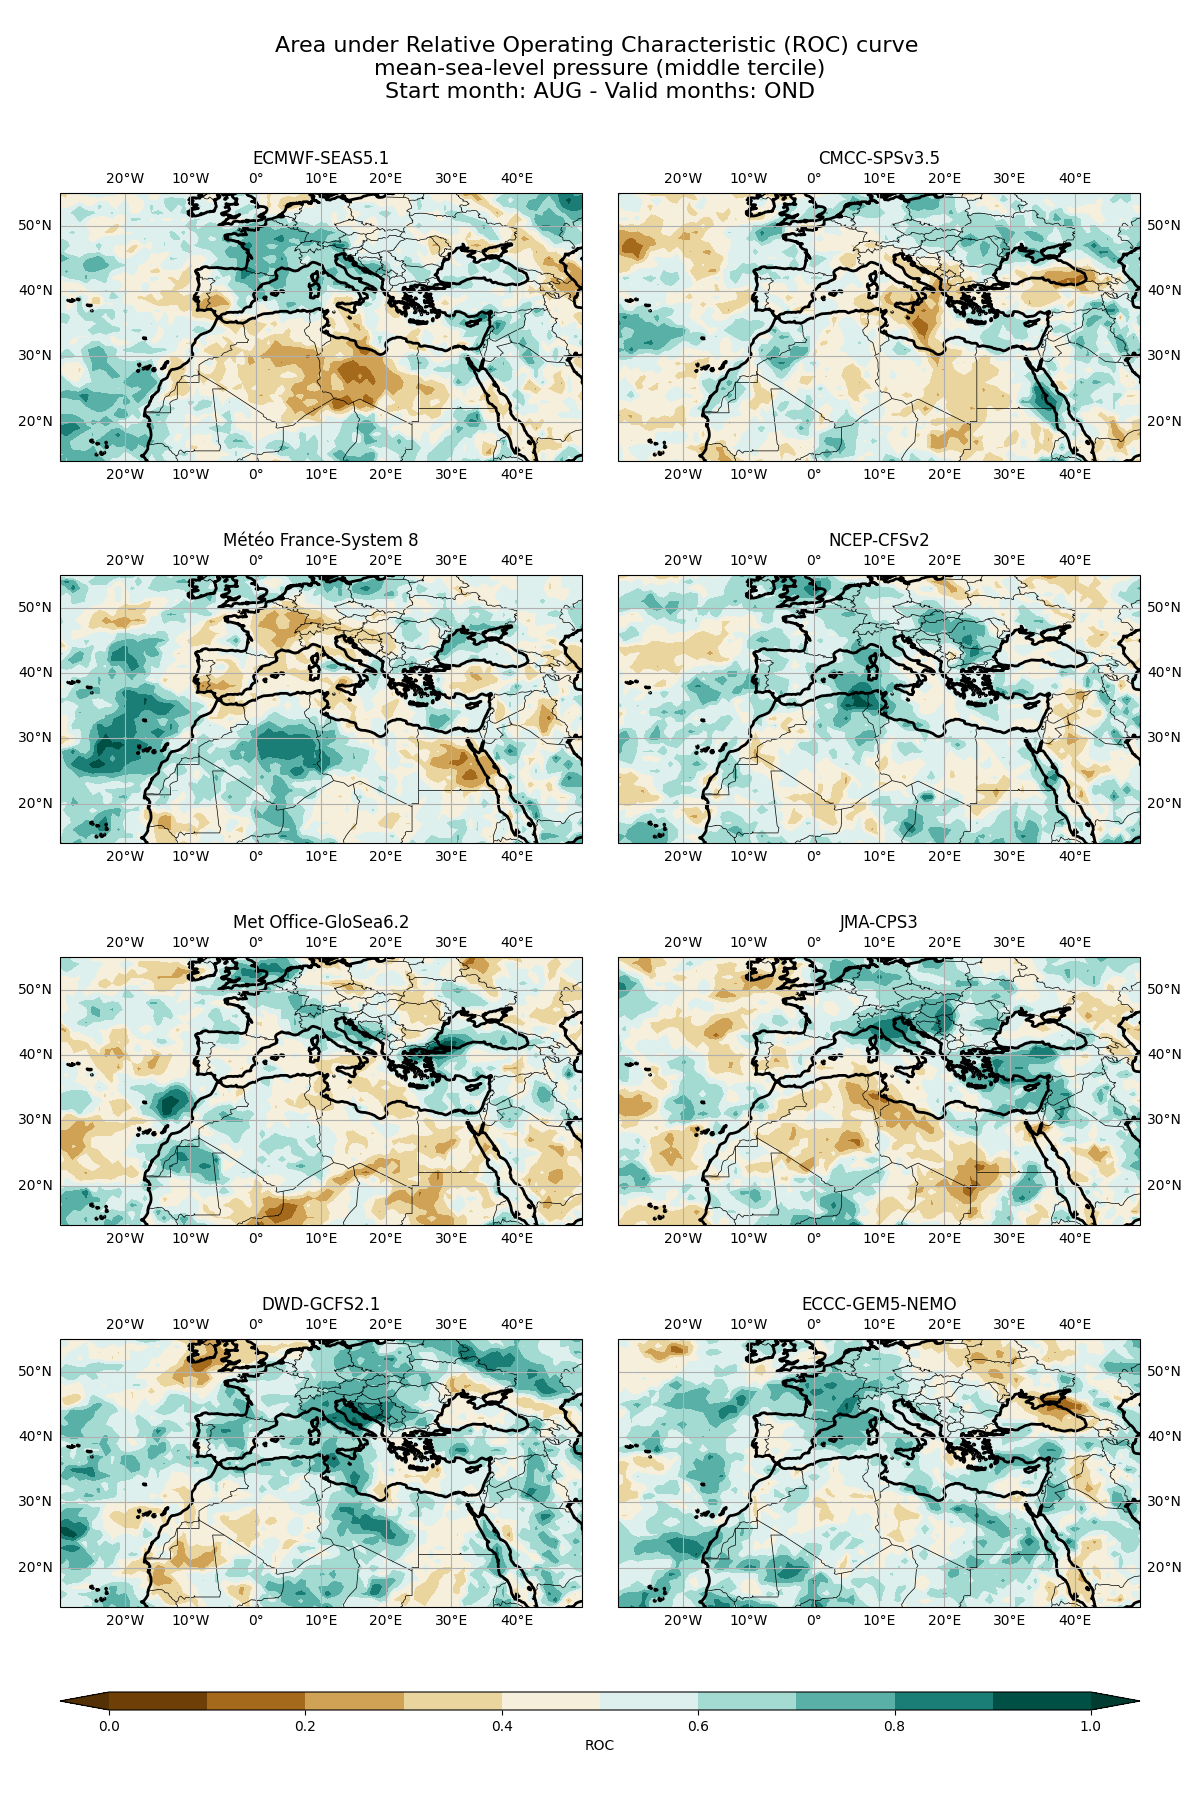 Area under Relative Operating Characteristic (ROC) curve
mean-sea-level pressure (middle tercile)
Start month: AUG - Valid months: OND
ECMWF-SEAS5.1
20°W 10°W 0° 10°E 20°E 30°E 40°E
50°N
40°N
30°N
20°N
20°W 10°W 0° 10°E 20°E 30°E 40°E
CMCC-SPSv3.5
20°W 10°W 0° 10°E 20°E 30°E 40°E
50°N
40°N
30°N
20°N
20°W 10°W 0° 10°E 20°E 30°E 40°E
Météo France-System 8
20°W 10°W 0° 10°E 20°E 30°E 40°E
50°N
40°N
30°N
20°N
20°W 10°W 0° 10°E 20°E 30°E 40°E
NCEP-CFSv2
20°W 10°W 0° 10°E 20°E 30°E 40°E
50°N
40°N
30°N
20°N
20°W 10°W 0° 10°E 20°E 30°E 40°E
Met Office-GloSea6.2
20°W 10°W 0° 10°E 20°E 30°E 40°E
50°N
40°N
30°N
20°N
20°W 10°W 0° 10°E 20°E 30°E 40°E
JMA-CPS3
20°W 10°W 0° 10°E 20°E 30°E 40°E
50°N
40°N
30°N
20°N
20°W 10°W 0° 10°E 20°E 30°E 40°E
DWD-GCFS2.1
20°W 10°W 0° 10°E 20°E 30°E 40°E
50°N
40°N
30°N
20°N
20°W 10°W 0° 10°E 20°E 30°E 40°E
ECCC-GEM5-NEMO
20°W 10°W 0° 10°E 20°E 30°E 40°E
50°N
40°N
30°N
20°N
20°W 10°W 0° 10°E 20°E 30°E 40°E
0.0 0.2 0.4 0.6 0.8 1.0
ROC